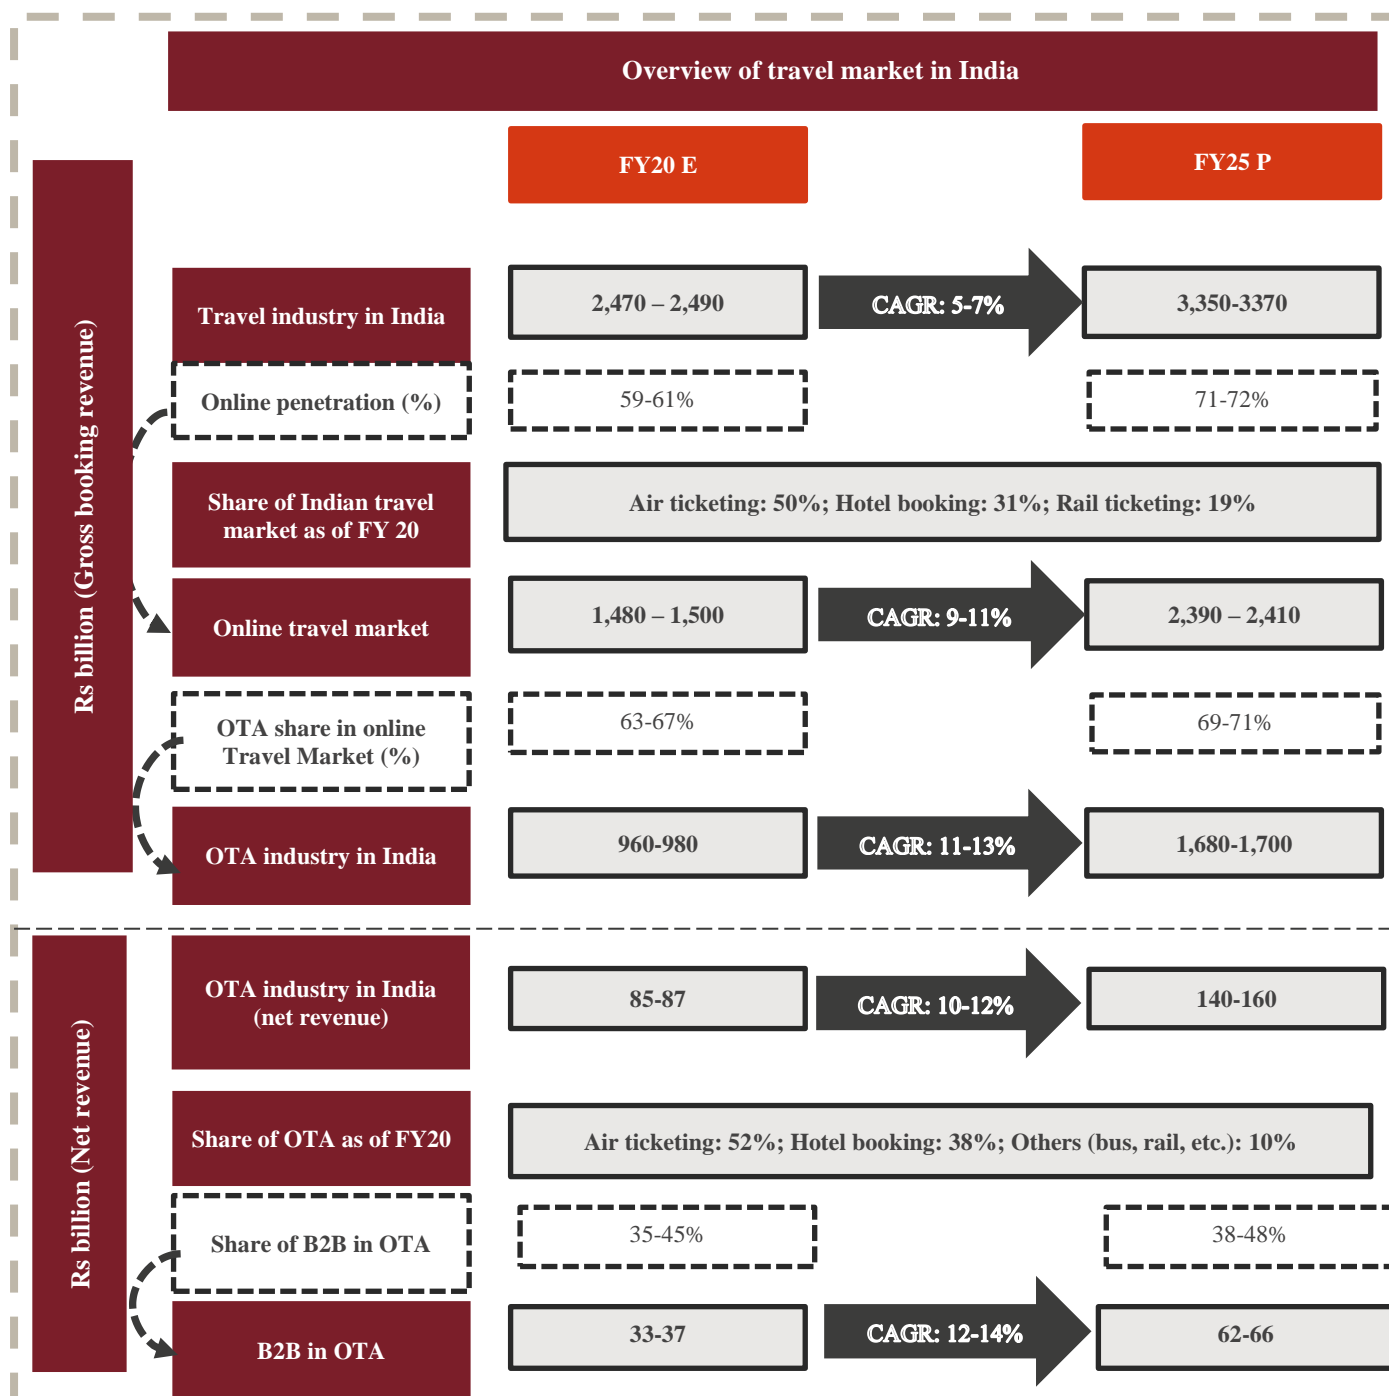 Overview of travel market in India
FY20 E
FY25 P
Rs billion (Gross booking revenue)
Travel industry in India
2,470 – 2,490
CAGR: 5-7%
3,350-3370
Online penetration (%)
59-61%
71-72%
Share of Indian travel
market as of FY 20
Air ticketing: 50%; Hotel booking: 31%; Rail ticketing: 19%
Online travel market
1,480 – 1,500
CAGR: 9-11%
2,390 – 2,410
OTA share in online
Travel Market (%)
63-67%
69-71%
OTA industry in India
960-980
CAGR: 11-13%
1,680-1,700
Rs billion (Net revenue)
OTA industry in India
(net revenue)
85-87
CAGR: 10-12%
140-160
Share of OTA as of FY20
Air ticketing: 52%; Hotel booking: 38%; Others (bus, rail, etc.): 10%
Share of B2B in OTA
35-45%
38-48%
B2B in OTA
33-37
CAGR: 12-14%
62-66